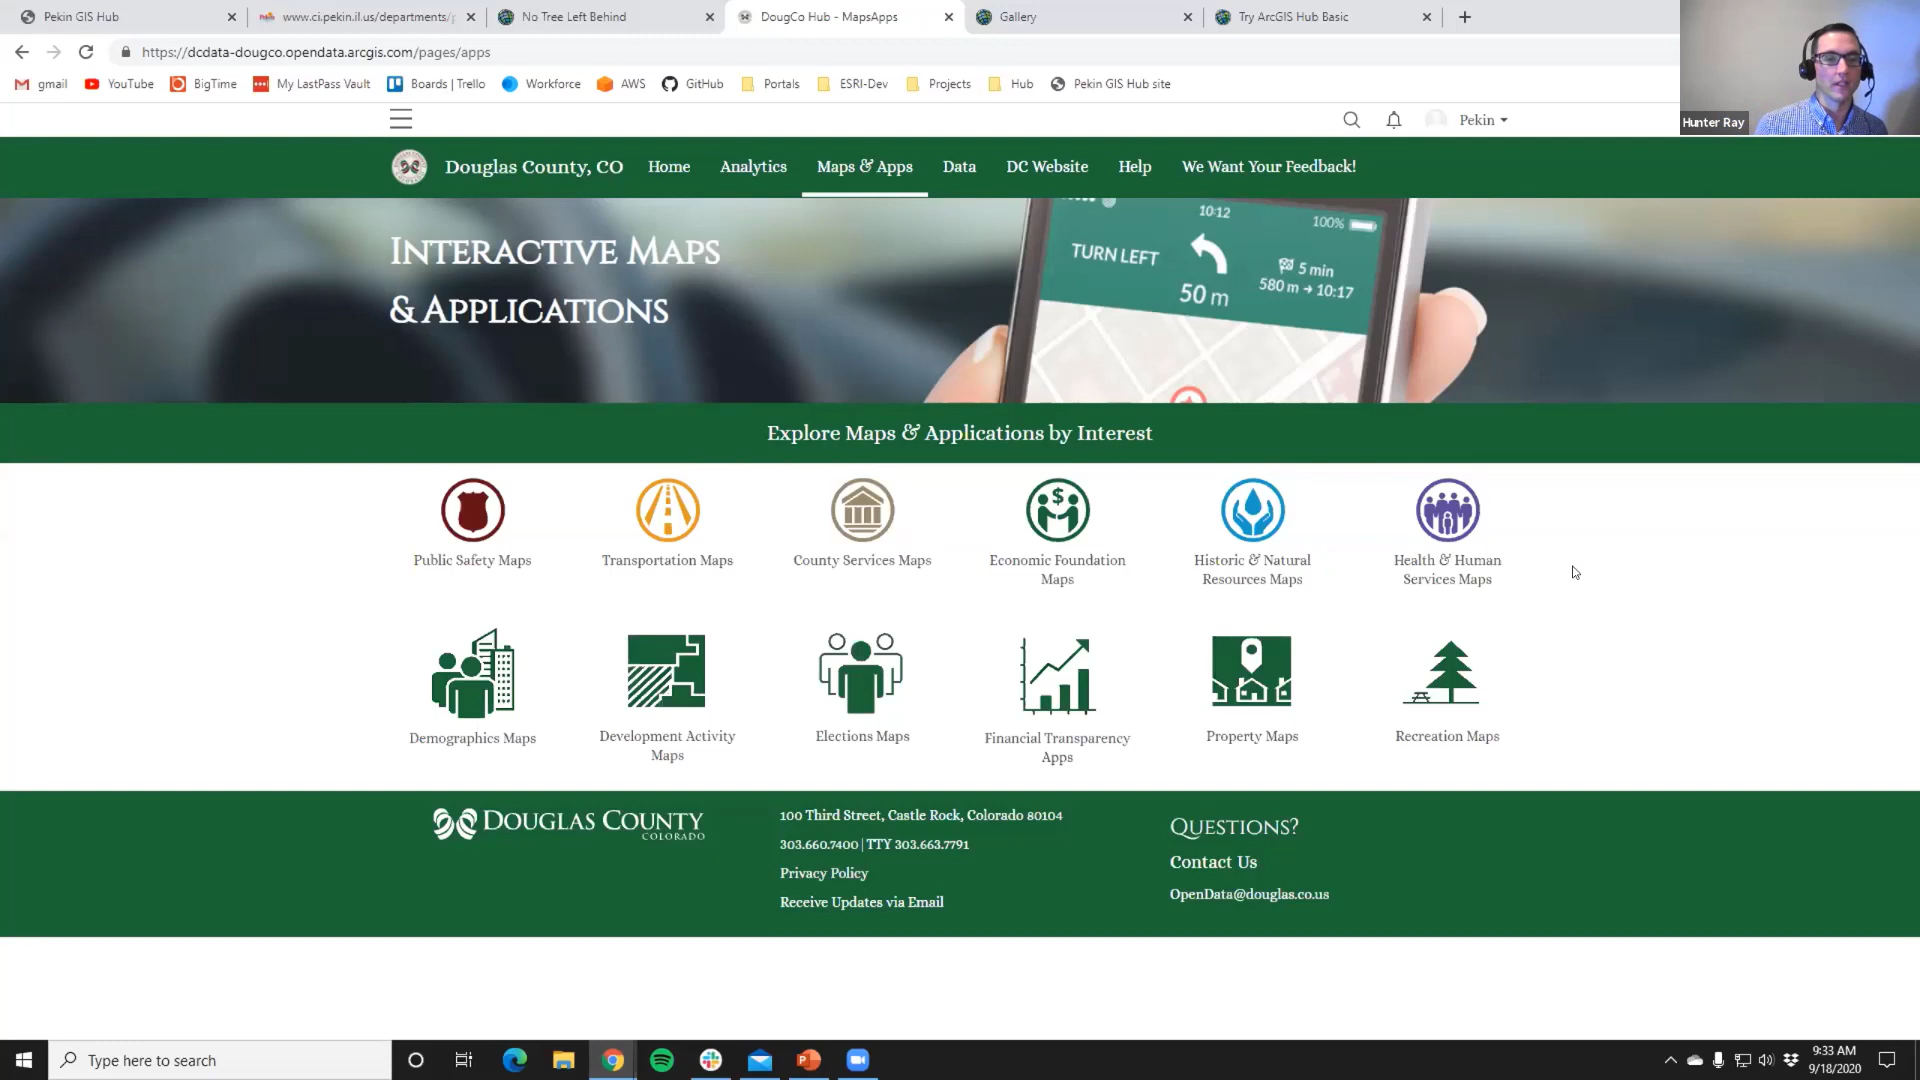 Pekin GIS Hub
www.ci.pekin.il.us/departments/
No Tree Left Behind
DougCo Hub - MapsApps
Gallery
Try ArcGIS Hub Basic
https://dcdata-dougco.opendata.arcgis.com/pages/apps
gmail
YouTube
BigTime
My LastPass Vault
Boards | Trello
Workforce
AWS
GitHub
Portals
ESRI-Dev
Projects
Hub
Pekin GIS Hub site
Hunter Ray
Pekin
Douglas County, CO
Home
Analytics
Maps & Apps
Data
DC Website
Help
We Want Your Feedback!
Interactive Maps
& Applications
10:12
100%
TURN LEFT
50 m
5 min
580 m → 10:17
Explore Maps & Applications by Interest
Public Safety Maps
Transportation Maps
County Services Maps
Economic Foundation
Maps
Historic & Natural
Resources Maps
Health & Human
Services Maps
Demographics Maps
Development Activity
Maps
Elections Maps
Financial Transparency
Apps
Property Maps
Recreation Maps
Douglas County
COLORADO
100 Third Street, Castle Rock, Colorado 80104
303.660.7400 | TTY 303.663.7791
Privacy Policy
Receive Updates via Email
Questions?
Contact Us
OpenData@douglas.co.us
Type here to search
9:33 AM
9/18/2020